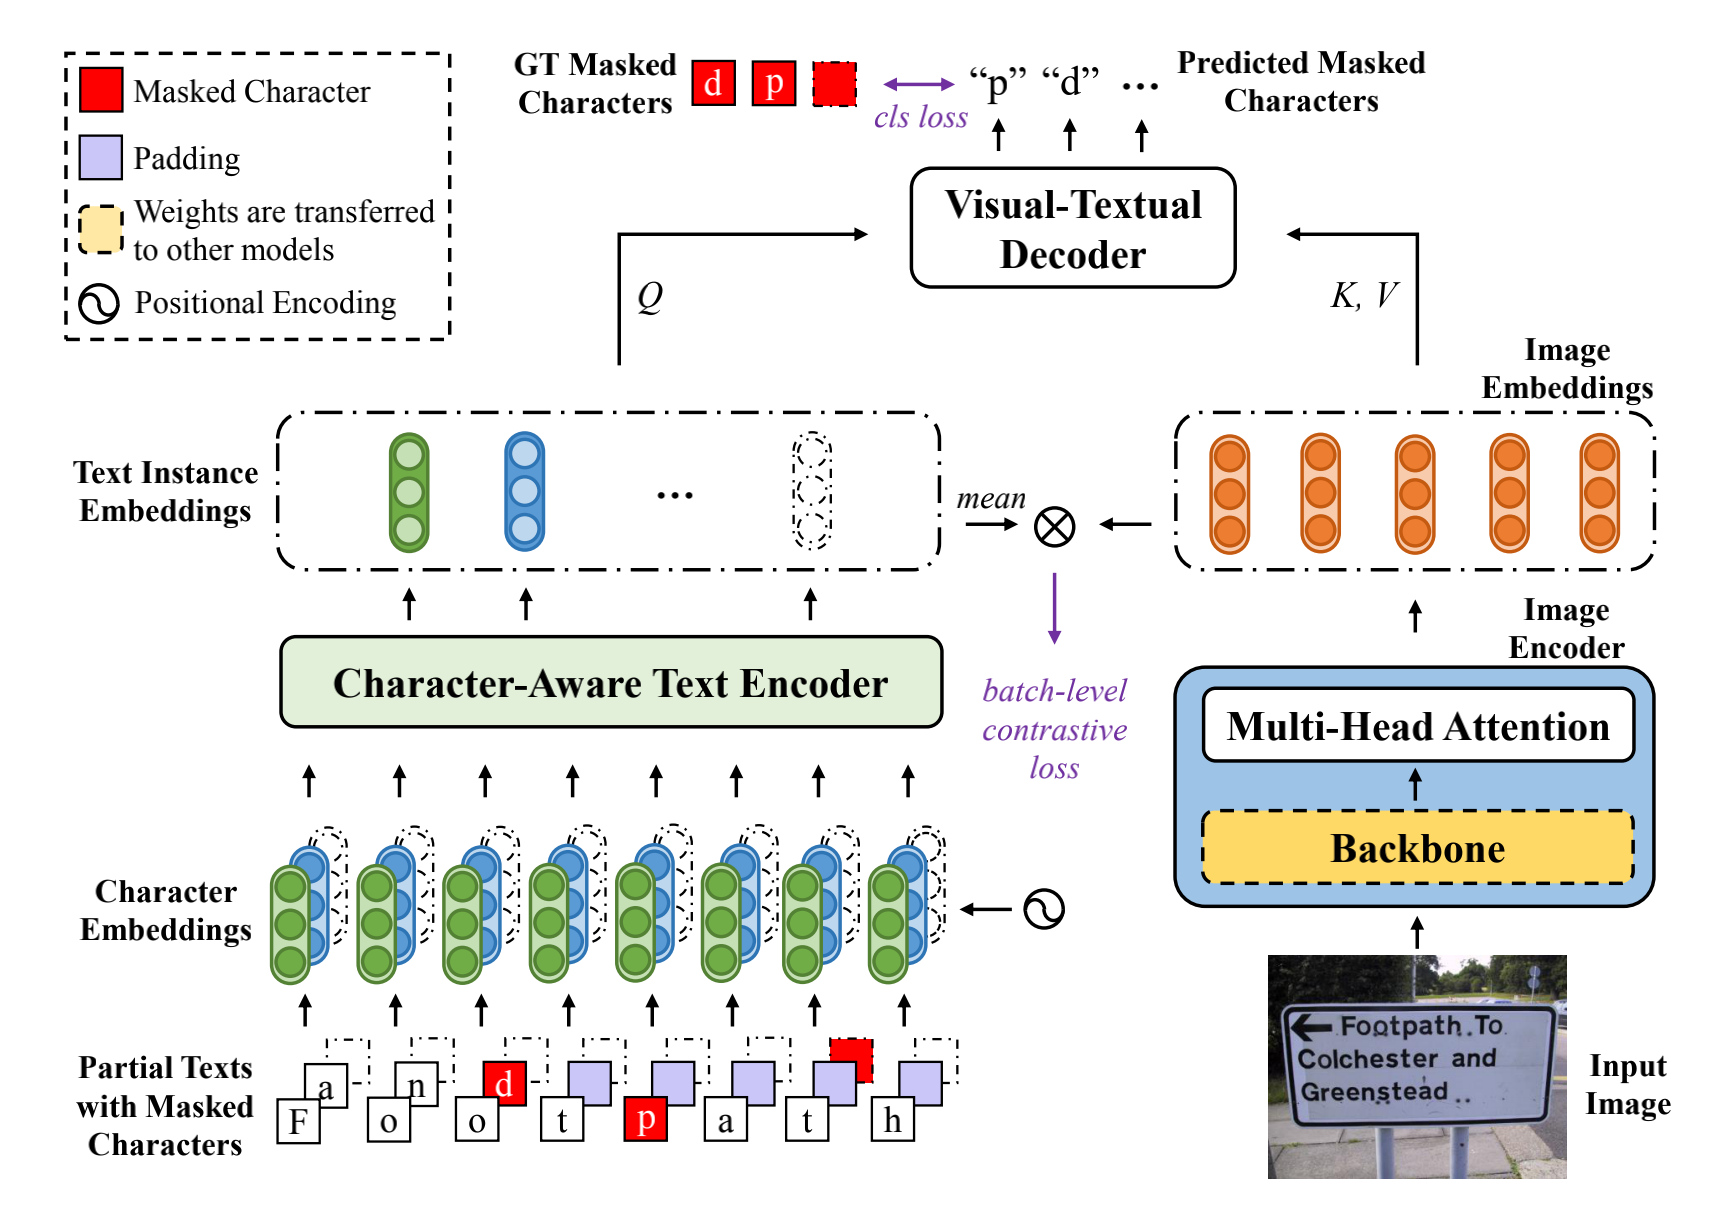 Masked Character
Padding
Weights are transferred
to other models
Positional Encoding
GT Masked
Characters
d p
cls loss
“p” “d” ...
Predicted Masked
Characters
Visual-Textual
Decoder
Q
K, V
Image
Embeddings
Text Instance
Embeddings
...
mean
Image
Encoder
Character-Aware Text Encoder
batch-level
contrastive
loss
Multi-Head Attention
Backbone
Character
Embeddings
Partial Texts
with Masked
Characters
a n d
F o o t p a t h
Footpath To
Colchester and
Greenstead
Input
Image